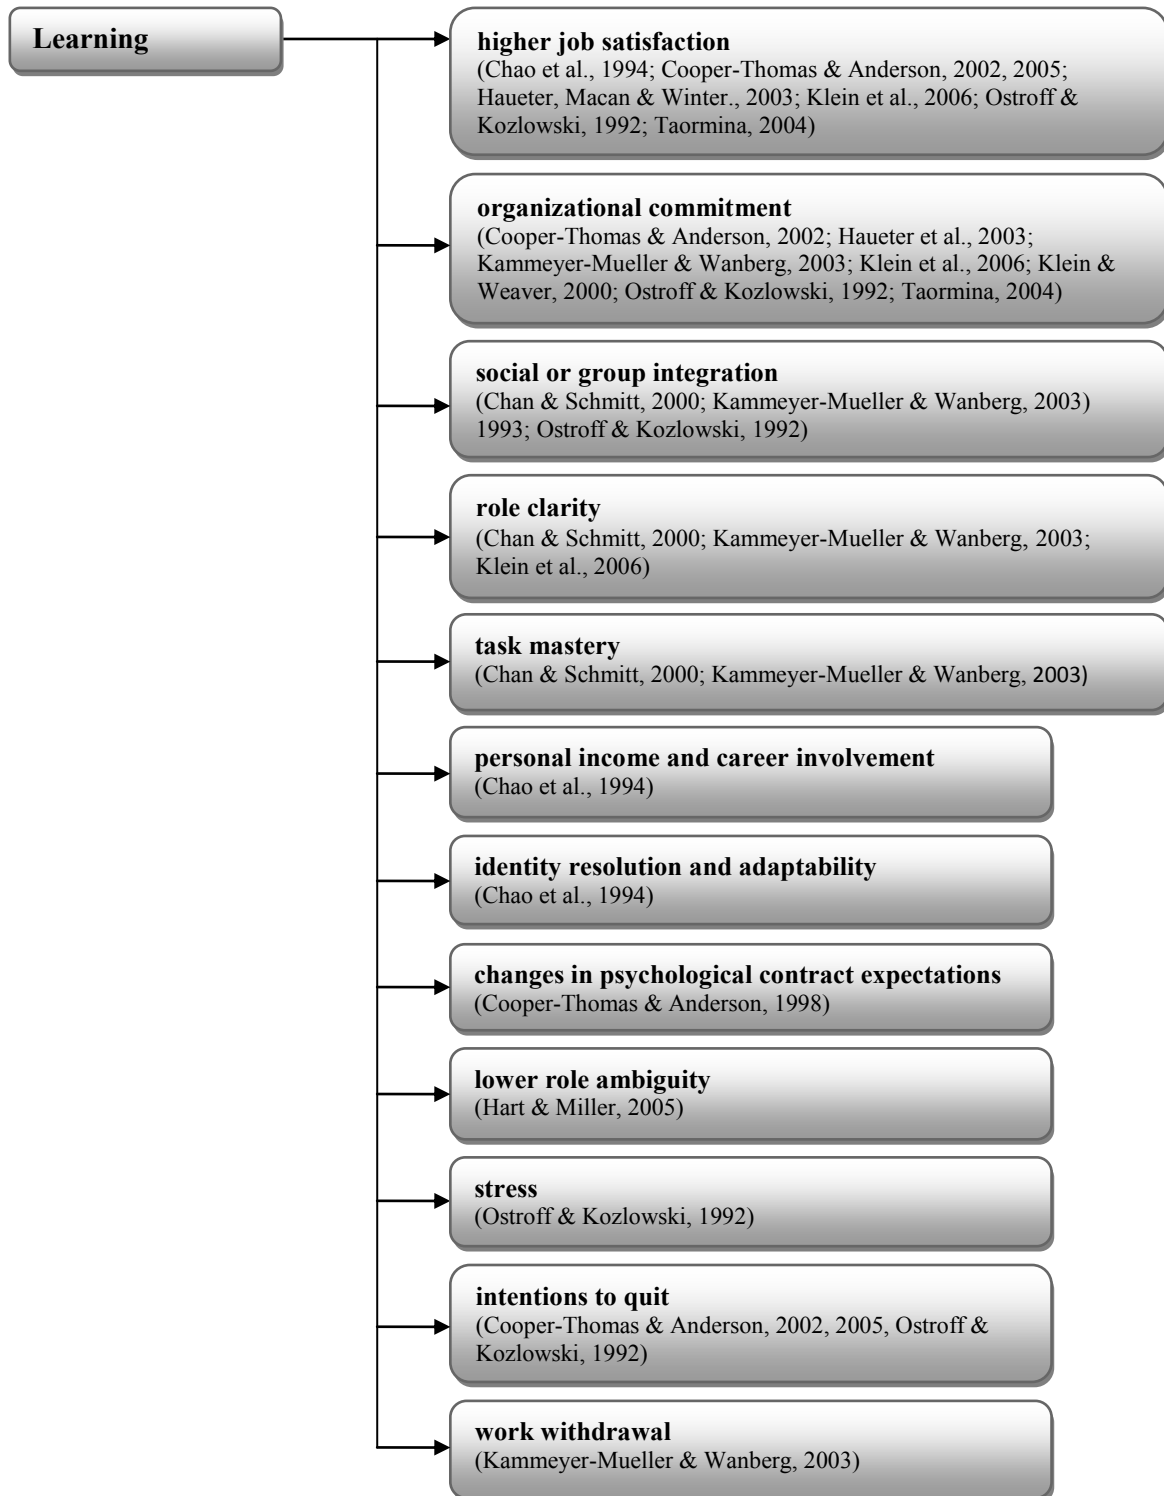 Learning
higher job satisfaction
(Chao et al., 1994; Cooper-Thomas & Anderson, 2002, 2005;
Haueter, Macan & Winter., 2003; Klein et al., 2006; Ostroff &
Kozlowski, 1992; Taormina, 2004)
organizational commitment
(Cooper-Thomas & Anderson, 2002; Haueter et al., 2003;
Kammeyer-Mueller & Wanberg, 2003; Klein et al., 2006; Klein &
Weaver, 2000; Ostroff & Kozlowski, 1992; Taormina, 2004)
social or group integration
(Chan & Schmitt, 2000; Kammeyer-Mueller & Wanberg, 2003)
1993; Ostroff & Kozlowski, 1992)
role clarity
(Chan & Schmitt, 2000; Kammeyer-Mueller & Wanberg, 2003;
Klein et al., 2006)
task mastery
(Chan & Schmitt, 2000; Kammeyer-Mueller & Wanberg, 2003)
personal income and career involvement
(Chao et al., 1994)
identity resolution and adaptability
(Chao et al., 1994)
changes in psychological contract expectations
(Cooper-Thomas & Anderson, 1998)
lower role ambiguity
(Hart & Miller, 2005)
stress
(Ostroff & Kozlowski, 1992)
intentions to quit
(Cooper-Thomas & Anderson, 2002, 2005, Ostroff &
Kozlowski, 1992)
work withdrawal
(Kammeyer-Mueller & Wanberg, 2003)